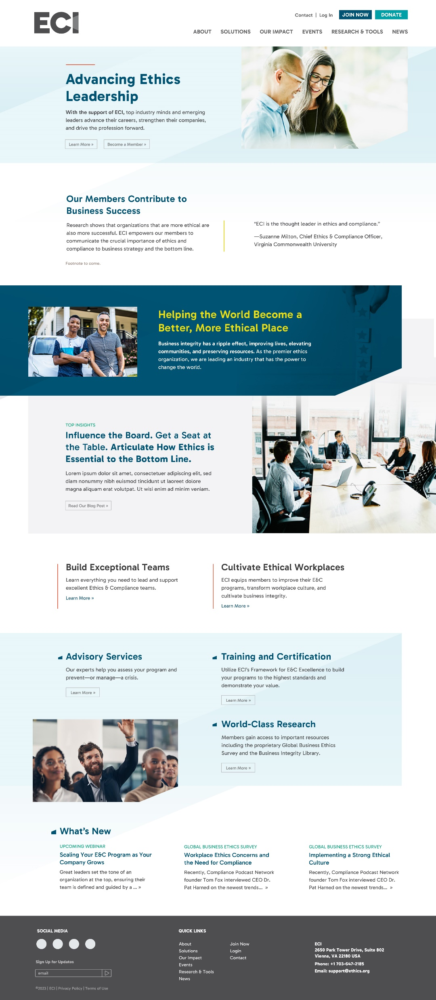 ECI
Contact | Log In
JOIN NOW
DONATE
ABOUT
SOLUTIONS
OUR IMPACT
EVENTS
RESEARCH & TOOLS
NEWS
Advancing Ethics
Leadership
With the support of ECI, top industry minds and emerging
leaders advance their careers, strengthen their companies,
and drive the profession forward.
Learn More »
Become a Member »
Our Members Contribute to
Business Success
Research shows that organizations that are more ethical are
also more successful. ECI empowers our members to
communicate the crucial importance of ethics and
compliance to business strategy and the bottom line.
Footnote to come.
“ECI is the thought leader in ethics and compliance.”
—Suzanne Milton, Chief Ethics & Compliance Officer,
Virginia Commonwealth University
Helping the World Become a
Better, More Ethical Place
Business integrity has a ripple effect, improving lives, elevating
communities, and preserving resources. As the premier ethics
organization, we are leading an industry that has the power to
change the world.
TOP INSIGHTS
Influence the Board. Get a Seat at
the Table. Articulate How Ethics is
Essential to the Bottom Line.
Lorem ipsum dolor sit amet, consectetuer adipiscing elit, sed
diam nonummy nibh euismod tincidunt ut laoreet dolore
magna aliquam erat volutpat. Ut wisi enim ad minim veniam.
Read Our Blog Post »
Build Exceptional Teams
Learn everything you need to lead and support
excellent Ethics & Compliance teams.
Learn More »
Cultivate Ethical Workplaces
ECI equips members to improve their E&C
programs, transform workplace culture, and
cultivate business integrity.
Learn More »
Advisory Services
Our experts help you assess your program and
prevent—or manage—a crisis.
Learn More »
Training and Certification
Utilize ECI’s Framework for E&C Excellence to build
your programs to the highest standards and
demonstrate your value.
Learn More »
World-Class Research
Members gain access to important resources
including the proprietary Global Business Ethics
Survey and the Business Integrity Library.
Learn More »
What’s New
UPCOMING WEBINAR
Scaling Your E&C Program as Your
Company Grows
Great leaders set the tone of an
organization at the top, ensuring their
team is defined and guided by a ... »
GLOBAL BUSINESS ETHICS SURVEY
Workplace Ethics Concerns and
the Need for Compliance
Recently, Compliance Podcast Network
founder Tom Fox interviewed CEO Dr.
Pat Harned on the newest trends... »
GLOBAL BUSINESS ETHICS SURVEY
Implementing a Strong Ethical
Culture
Recently, Compliance Podcast Network
founder Tom Fox interviewed CEO Dr.
Pat Harned on the newest trends... »
SOCIAL MEDIA
Sign Up for Updates
email
©2023 | ECI | Privacy Policy | Terms of Use
QUICK LINKS
About
Solutions
Our Impact
Events
Research & Tools
News
Join Now
Login
Contact
ECI
2650 Park Tower Drive, Suite 802
Vienna, VA 22180 USA
Phone: +1 703-647-2185
Email: support@ethics.org